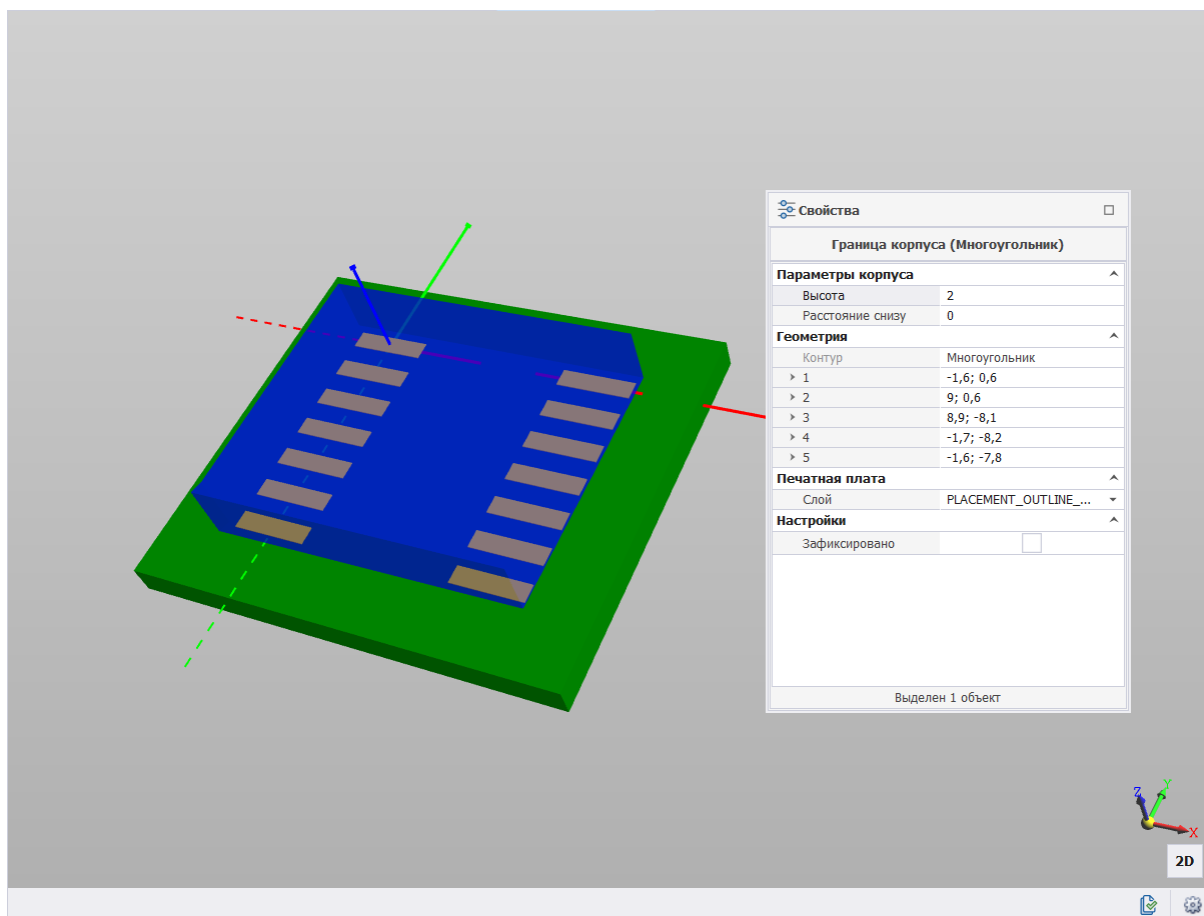 Свойства
Граница корпуса (Многоугольник)
Параметры корпуса
Высота 2
Расстояние снизу 0
Геометрия
Контур Многоугольник
1 -1,6; 0,6
2 9; 0,6
3 8,9; -8,1
4 -1,7; -8,2
5 -1,6; -7,8
Печатная плата
Слой PLACEMENT_OUTLINE_...
Настройки
Зафиксировано
Выделен 1 объект
Z Y
X
2D